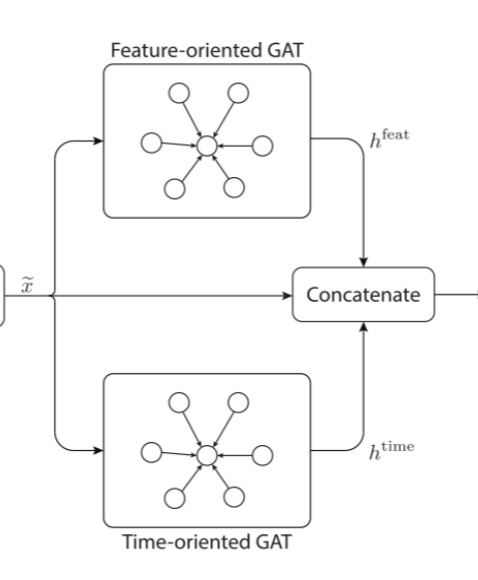 Feature-oriented GAT
h^feat
x̃
Concatenate
h^time
Time-oriented GAT